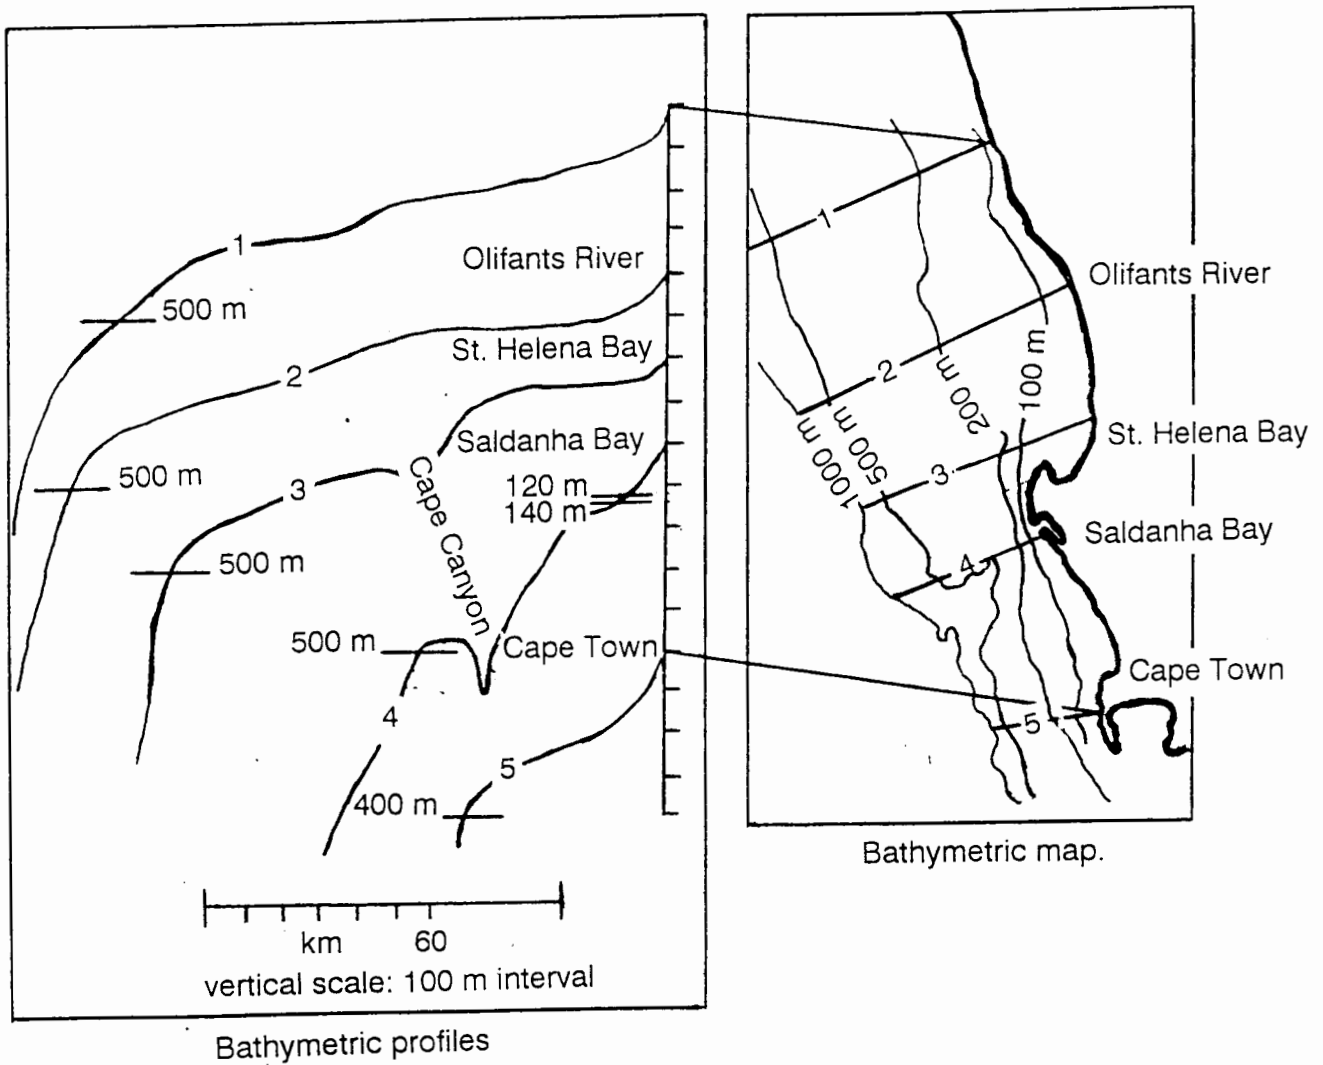 1
Olifants River
500 m
St. Helena Bay
2
Saldanha Bay
500 m
3
120 m
140 m
Cape Canyon
500 m
500 m
Cape Town
4
5
400 m
km 60
vertical scale: 100 m interval
Bathymetric profiles
1
Olifants River
2
200 m
100 m
1000 m
500 m
St. Helena Bay
3
Saldanha Bay
4
Cape Town
5
Bathymetric map.